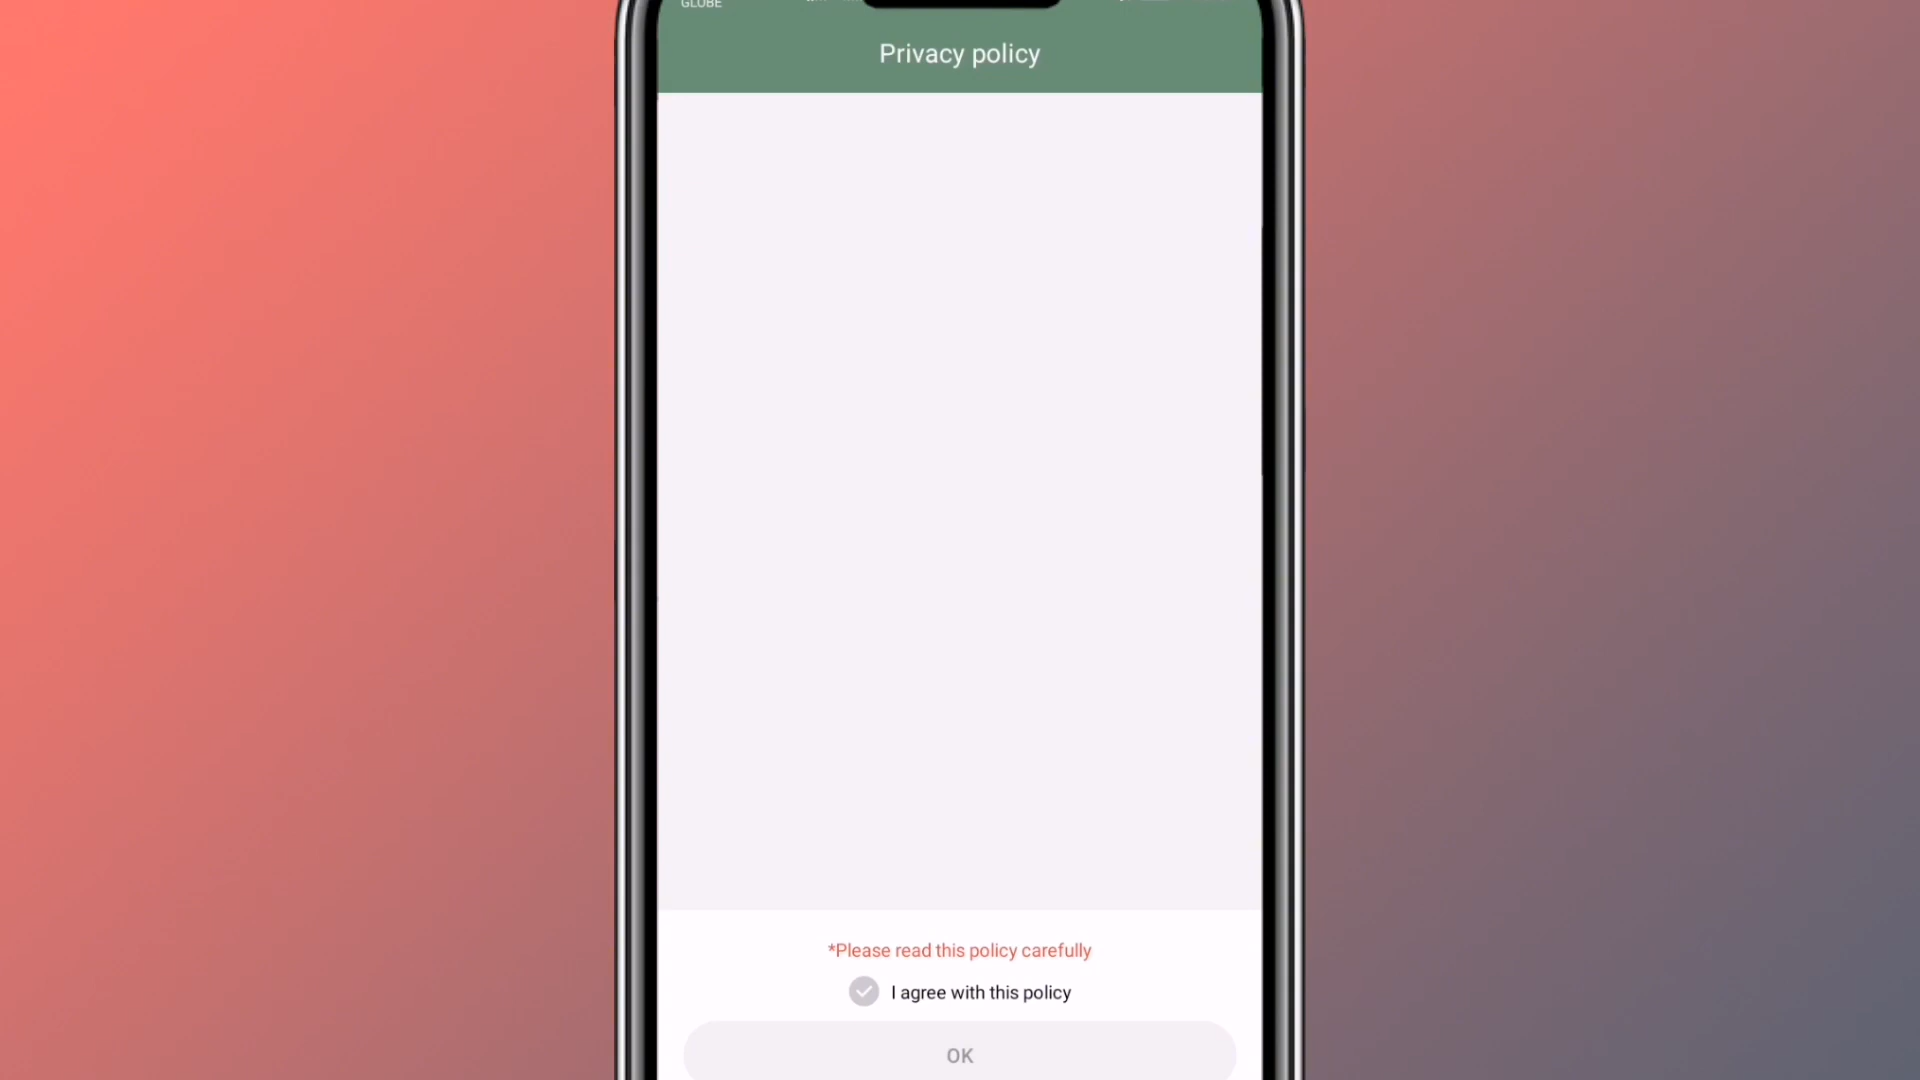 GLOBE
Privacy policy
*Please read this policy carefully
I agree with this policy
OK